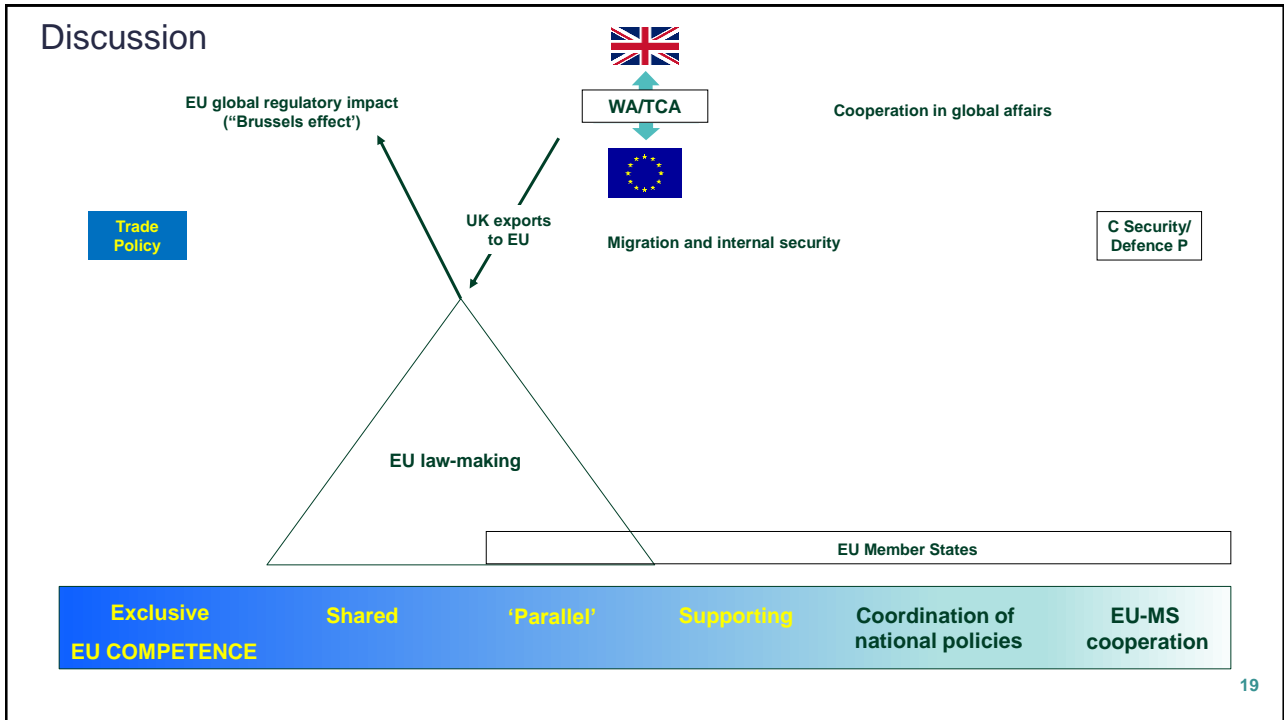 Discussion
EU global regulatory impact
(“Brussels effect’)
WA/TCA
Cooperation in global affairs
Trade
Policy
UK exports
to EU
Migration and internal security
C Security/
Defence P
EU law-making
EU Member States
Exclusive
EU COMPETENCE
Shared
‘Parallel’
Supporting
Coordination of
national policies
EU-MS
cooperation
19